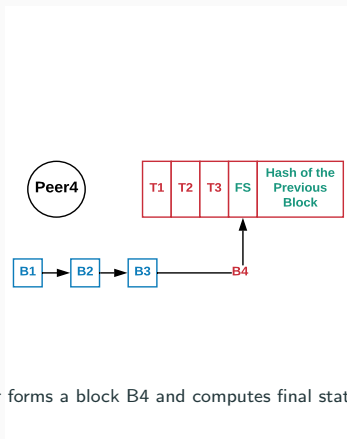 Hash of the
Previous
Block
Peer4 T1 T2 T3 FS
B1 B2 B3 B4
forms a block B4 and computes final